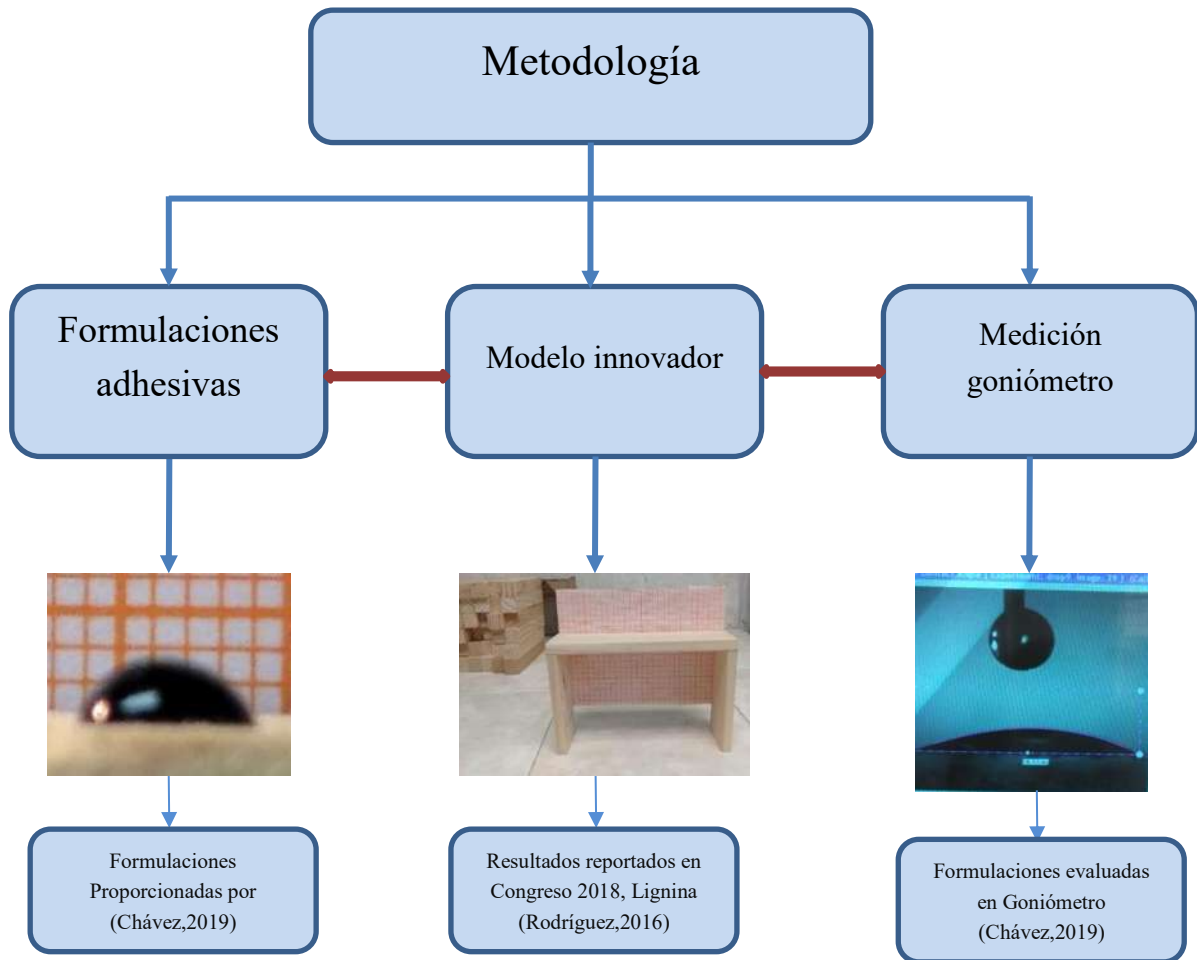 Metodología
Formulaciones
adhesivas
Modelo innovador
Medición
goniómetro
Formulaciones
Proporcionadas por
(Chávez,2019)
Resultados reportados en
Congreso 2018, Lignina
(Rodríguez,2016)
Formulaciones evaluadas
en Goniómetro
(Chávez,2019)